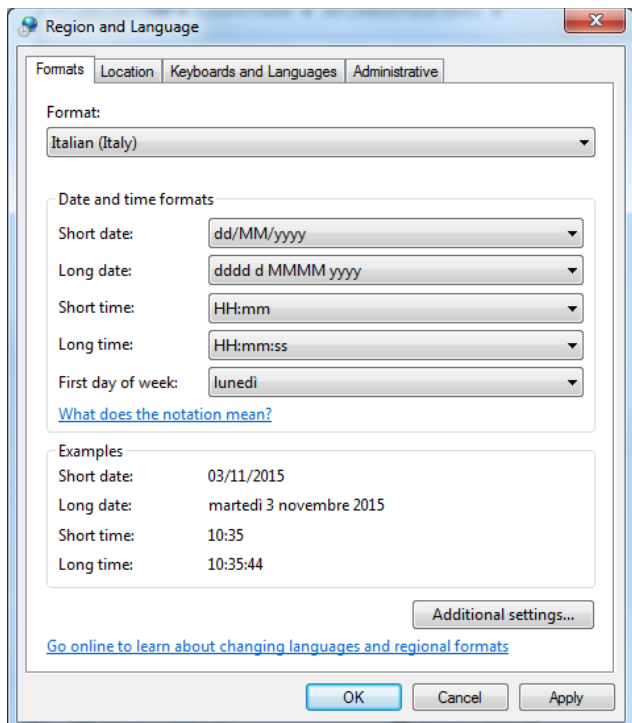 Region and Language
Formats Location Keyboards and Languages Administrative
Format:
Italian (Italy)
Date and time formats
Short date: dd/MM/yyyy
Long date: dddd d MMMM yyyy
Short time: HH:mm
Long time: HH:mm:ss
First day of week: lunedì
What does the notation mean?
Examples
Short date: 03/11/2015
Long date: martedì 3 novembre 2015
Short time: 10:35
Long time: 10:35:44
Additional settings...
Go online to learn about changing languages and regional formats
OK Cancel Apply